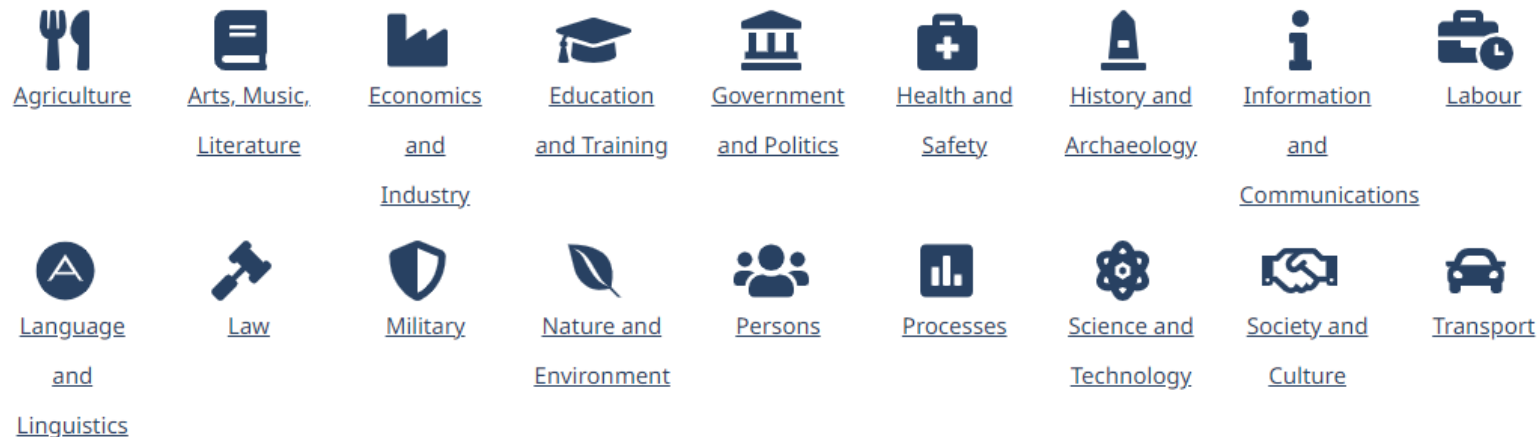 Agriculture
Arts, Music,
Literature
Economics
and
Industry
Education
and Training
Government
and Politics
Health and
Safety
History and
Archaeology
Information
and
Communications
Labour
A
Language
and
Linguistics
Law
Military
Nature and
Environment
Persons
Processes
Science and
Technology
Society and
Culture
Transport